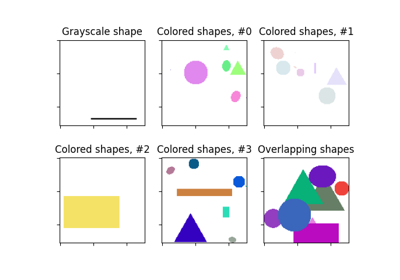 Grayscale shape
Colored shapes, #0
Colored shapes, #1
Colored shapes, #2
Colored shapes, #3
Overlapping shapes